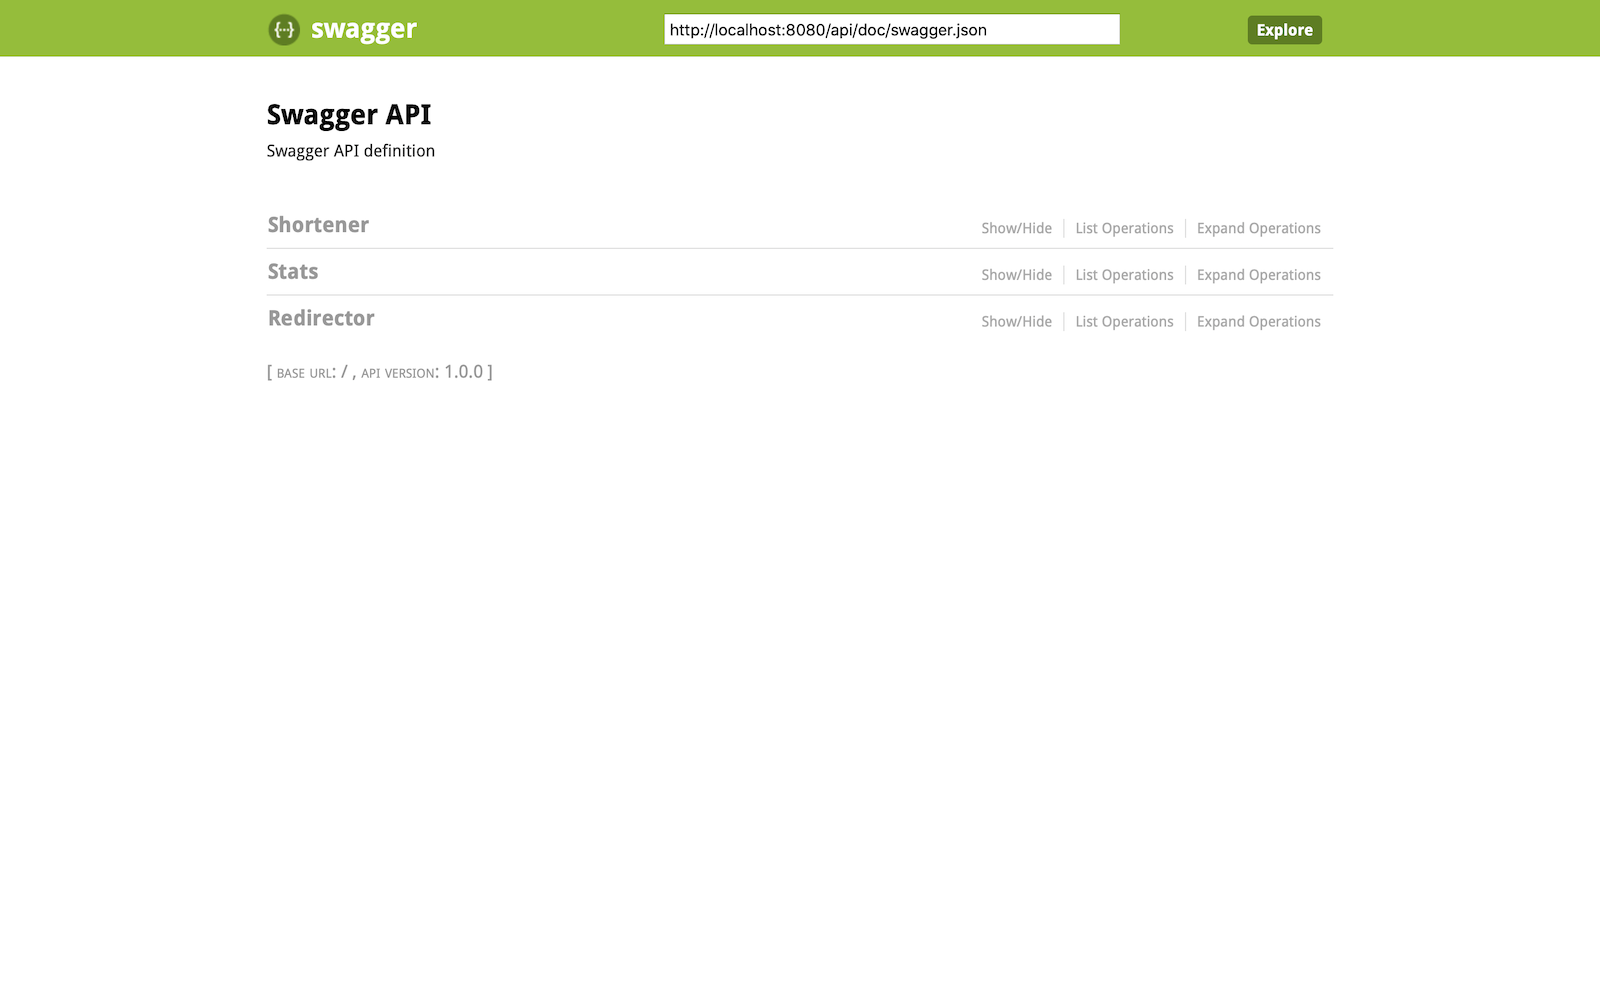 {···} swagger http://localhost:8080/api/doc/swagger.json Explore
Swagger API
Swagger API definition
Shortener Show/Hide List Operations Expand Operations
Stats Show/Hide List Operations Expand Operations
Redirector Show/Hide List Operations Expand Operations
[ BASE URL: / , API VERSION: 1.0.0 ]